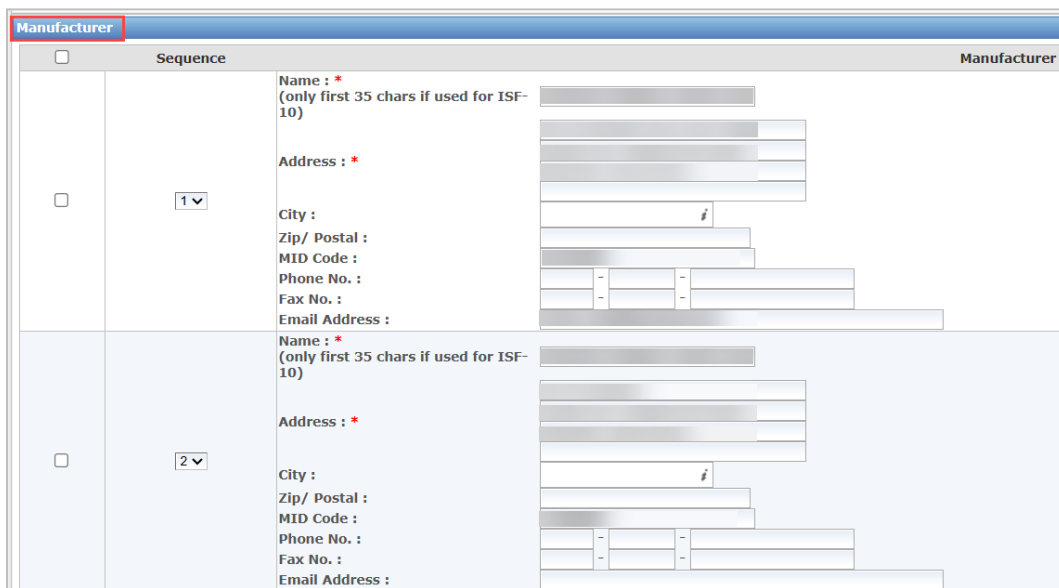 Manufacturer
Sequence Manufacturer
Name : *
(only first 35 chars if used for ISF-
10)
Address : *
1
City :
i
Zip/ Postal :
MID Code :
Phone No. : - -
Fax No. : - -
Email Address :
Name : *
(only first 35 chars if used for ISF-
10)
Address : *
2
City :
i
Zip/ Postal :
MID Code :
Phone No. : - -
Fax No. : - -
Email Address :